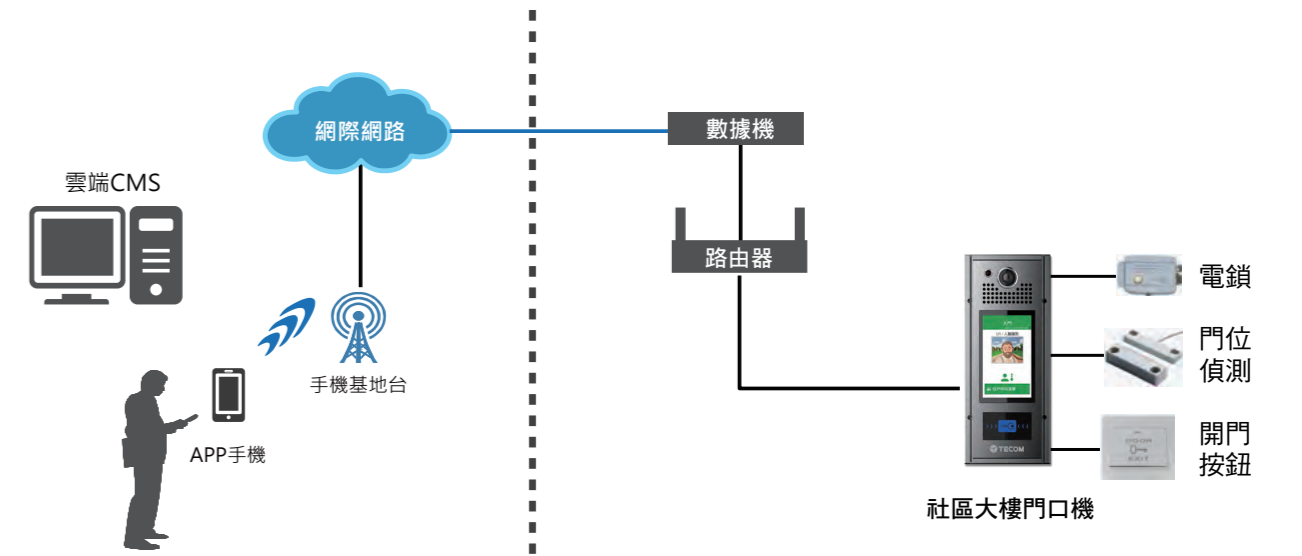 網際網路
數據機
雲端CMS
路由器
電鎖
門位
偵測
手機基地台
開門
按鈕
APP手機
TECOM
DOOR
EXIT
社區大樓門口機